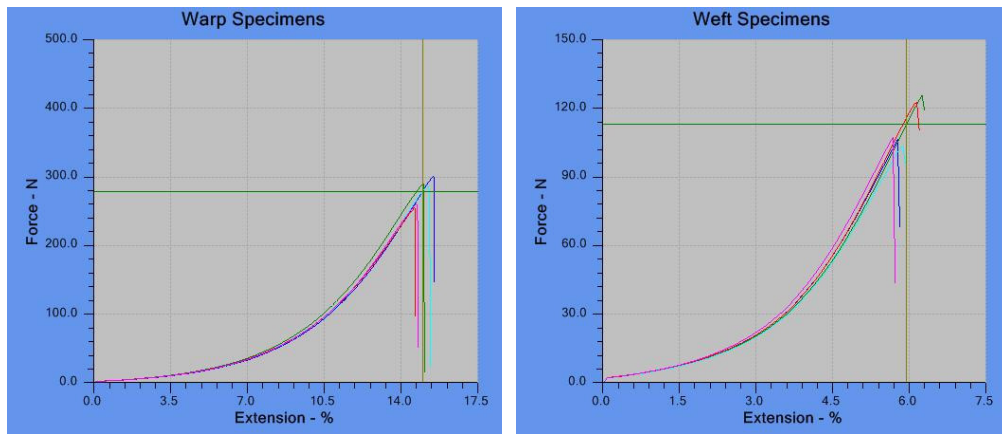 Warp Specimens
500.0
400.0
300.0
200.0
100.0
0.0
Force - N
0.0 3.5 7.0 10.5 14.0 17.5
Extension - %
Weft Specimens
150.0
120.0
90.0
60.0
30.0
0.0
Force - N
0.0 1.5 3.0 4.5 6.0 7.5
Extension - %